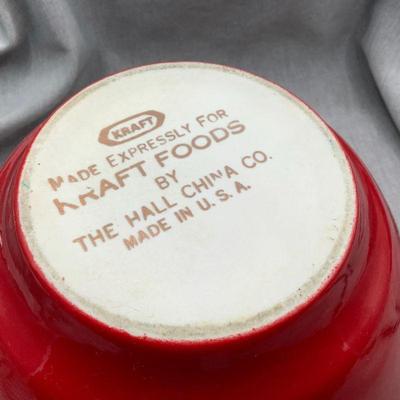 KRAFT
MADE EXPRESSLY FOR
KRAFT FOODS
BY
THE HALL CHINA CO.
MADE IN U.S.A.